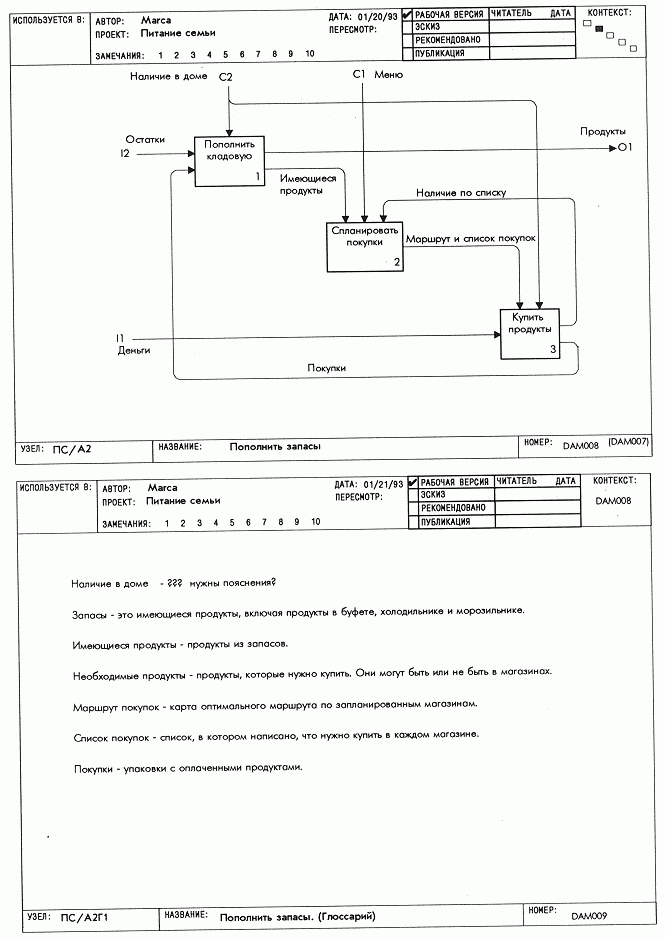 ИСПОЛЬЗУЕТСЯ В:
АВТОР: Marca
ПРОЕКТ: Питание семьи
ЗАМЕЧАНИЯ: 1 2 3 4 5 6 7 8 9 10
ДАТА: 01/20/93
ПЕРЕСМОТР:
✓ РАБОЧАЯ ВЕРСИЯ
ЭСКИЗ
РЕКОМЕНДОВАНО
ПУБЛИКАЦИЯ
ЧИТАТЕЛЬ ДАТА
КОНТЕКСТ:
Наличие в доме C2
C1 Меню
Остатки
I2
Пополнить
кладовую
1
Продукты
O1
Имеющиеся
продукты
Наличие по списку
Спланировать
покупки
2
Маршрут и список покупок
Купить
продукты
3
I1
Деньги
Покупки
УЗЕЛ: ПС/А2
НАЗВАНИЕ: Пополнить запасы
НОМЕР: DAM008 (DAM007)
ИСПОЛЬЗУЕТСЯ В:
АВТОР: Marca
ПРОЕКТ: Питание семьи
ЗАМЕЧАНИЯ: 1 2 3 4 5 6 7 8 9 10
ДАТА: 01/21/93
ПЕРЕСМОТР:
✓ РАБОЧАЯ ВЕРСИЯ
ЭСКИЗ
РЕКОМЕНДОВАНО
ПУБЛИКАЦИЯ
ЧИТАТЕЛЬ ДАТА
КОНТЕКСТ:
DAM008
Наличие в доме - ??? нужны пояснения?
Запасы - это имеющиеся продукты, включая продукты в буфете, холодильнике и морозильнике.
Имеющиеся продукты - продукты из запасов.
Необходимые продукты - продукты, которые нужно купить. Они могут быть или не быть в магазинах.
Маршрут покупок - карта оптимального маршрута по запланированным магазинам.
Список покупок - список, в котором написано, что нужно купить в каждом магазине.
Покупки - упаковки с оплаченными продуктами.
УЗЕЛ: ПС/А2Г1
НАЗВАНИЕ: Пополнить запасы. (Глоссарий)
НОМЕР: DAM009